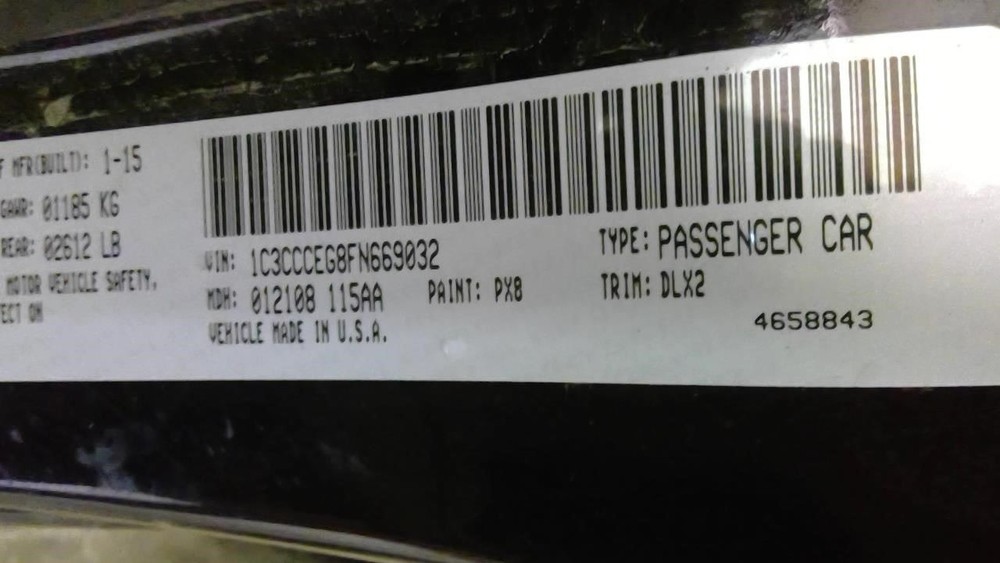 F MFR(BUILT): 1-15
GAWR: 01185 KG
REAR: 02612 LB
MOTOR VEHICLE SAFETY,
ECT ON
VIN: 1C3CCCEG8FN669032
TYPE: PASSENGER CAR
MDH: 012108 115AA PAINT: PX8
TRIM: DLX2
VEHICLE MADE IN U.S.A.
4658843